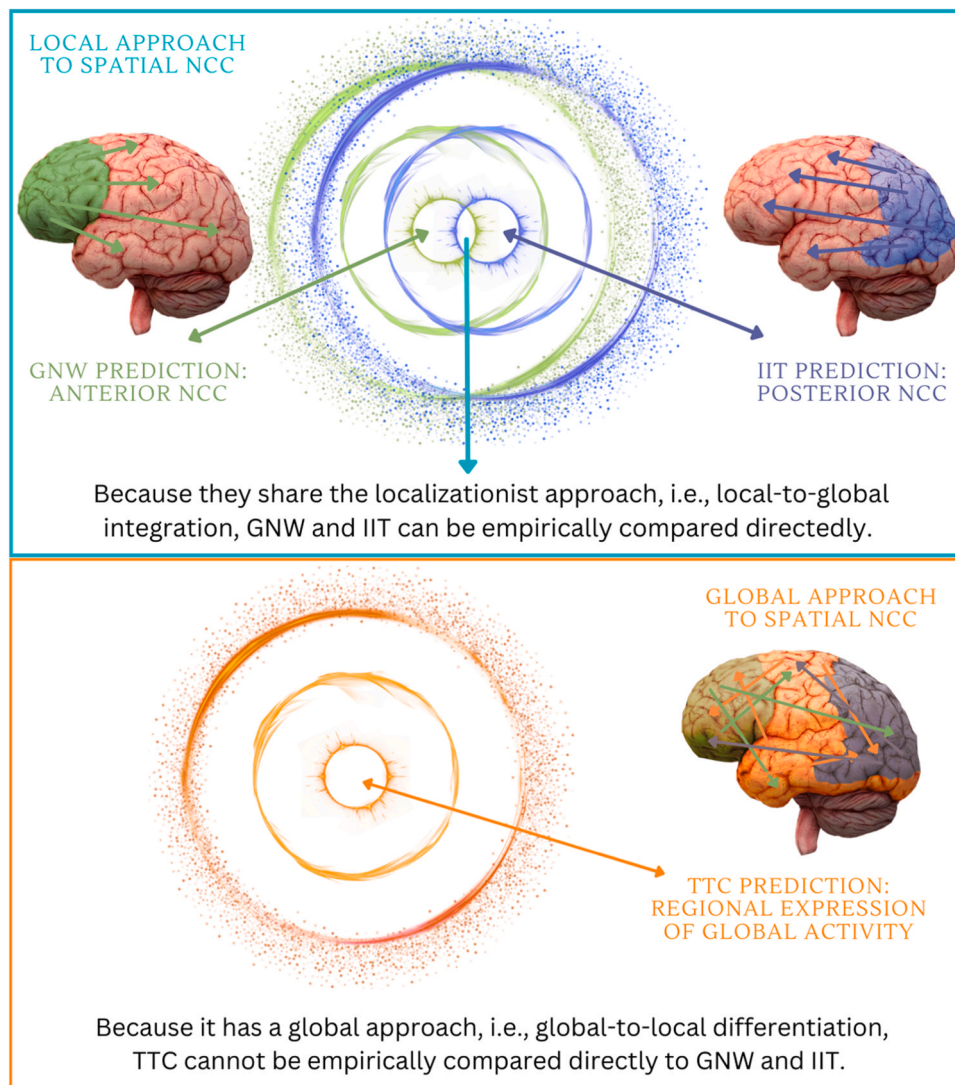 LOCAL APPROACH
TO SPATIAL NCC
GNW PREDICTION:
ANTERIOR NCC
IIT PREDICTION:
POSTERIOR NCC
Because they share the localizationist approach, i.e., local-to-global
integration, GNW and IIT can be empirically compared directedly.
GLOBAL APPROACH
TO SPATIAL NCC
TTC PREDICTION:
REGIONAL EXPRESSION
OF GLOBAL ACTIVITY
Because it has a global approach, i.e., global-to-local differentiation,
TTC cannot be empirically compared directly to GNW and IIT.